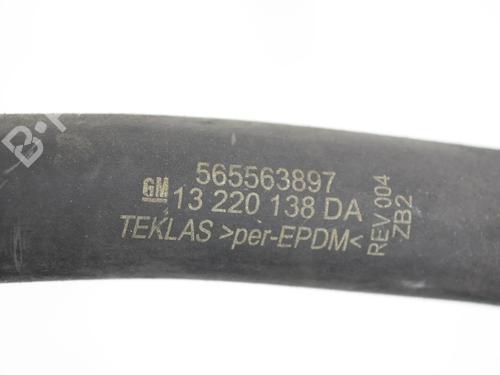 565563897
GM 13 220 138 DA
TEKLAS >per-EPDM<
REV 004
ZB2